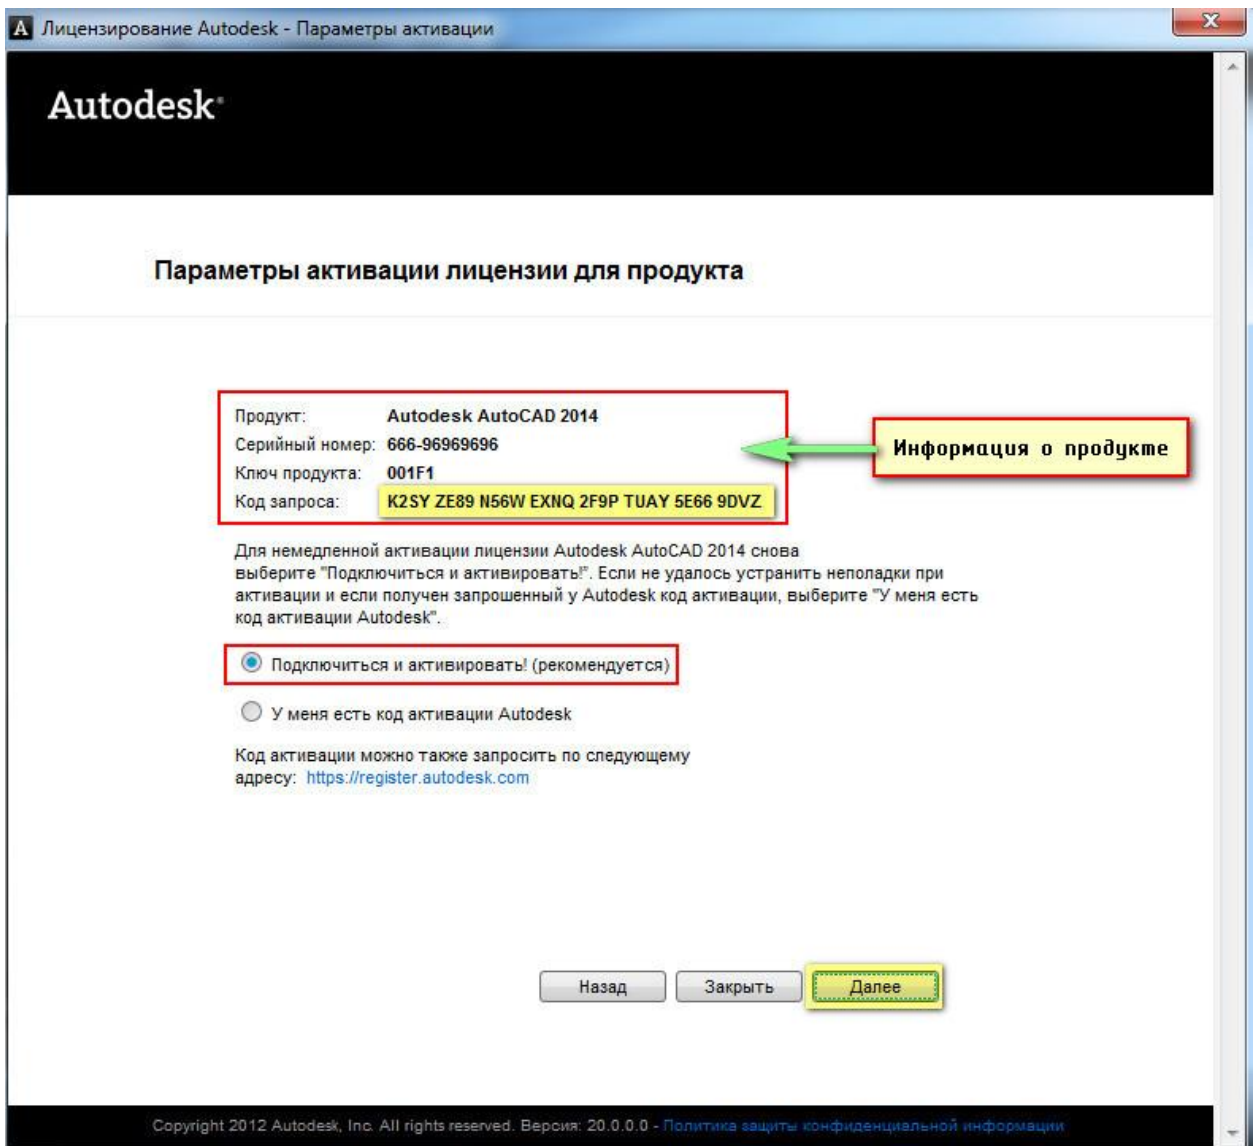 Лицензирование Autodesk - Параметры активации
Autodesk®
Параметры активации лицензии для продукта
Продукт: Autodesk AutoCAD 2014
Серийный номер: 666-96969696
Ключ продукта: 001F1
Код запроса: K2SY ZE89 N56W EXNQ 2F9P TUAY 5E66 9DVZ
Информация о продукте
Для немедленной активации лицензии Autodesk AutoCAD 2014 снова
выберите "Подключиться и активировать!". Если не удалось устранить неполадки при
активации и если получен запрошенный у Autodesk код активации, выберите "У меня есть
код активации Autodesk".
Подключиться и активировать! (рекомендуется)
У меня есть код активации Autodesk
Код активации можно также запросить по следующему
адресу: https://register.autodesk.com
Назад Закрыть Далее
Copyright 2012 Autodesk, Inc. All rights reserved. Версия: 20.0.0.0 - Политика защиты конфиденциальной информации